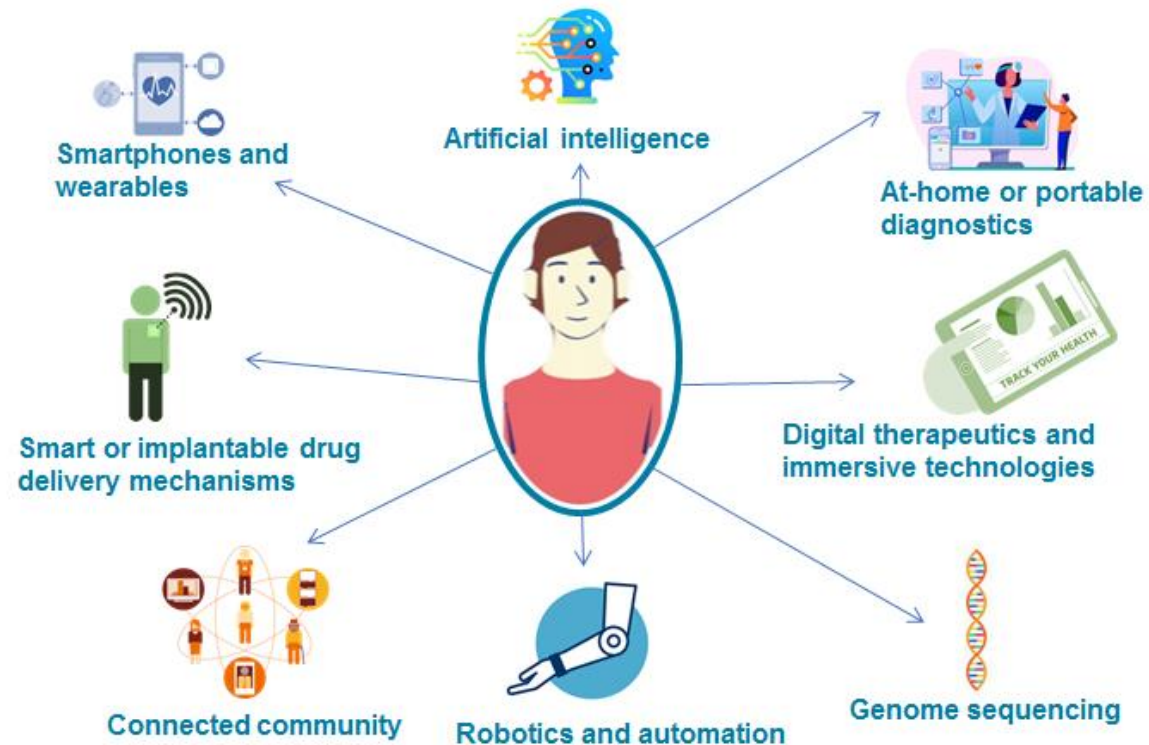 Artificial intelligence
Smartphones and
wearables
At-home or portable
diagnostics
TRACK YOUR HEALTH
Smart or implantable drug
delivery mechanisms
Digital therapeutics and
immersive technologies
Connected community
Robotics and automation
Genome sequencing